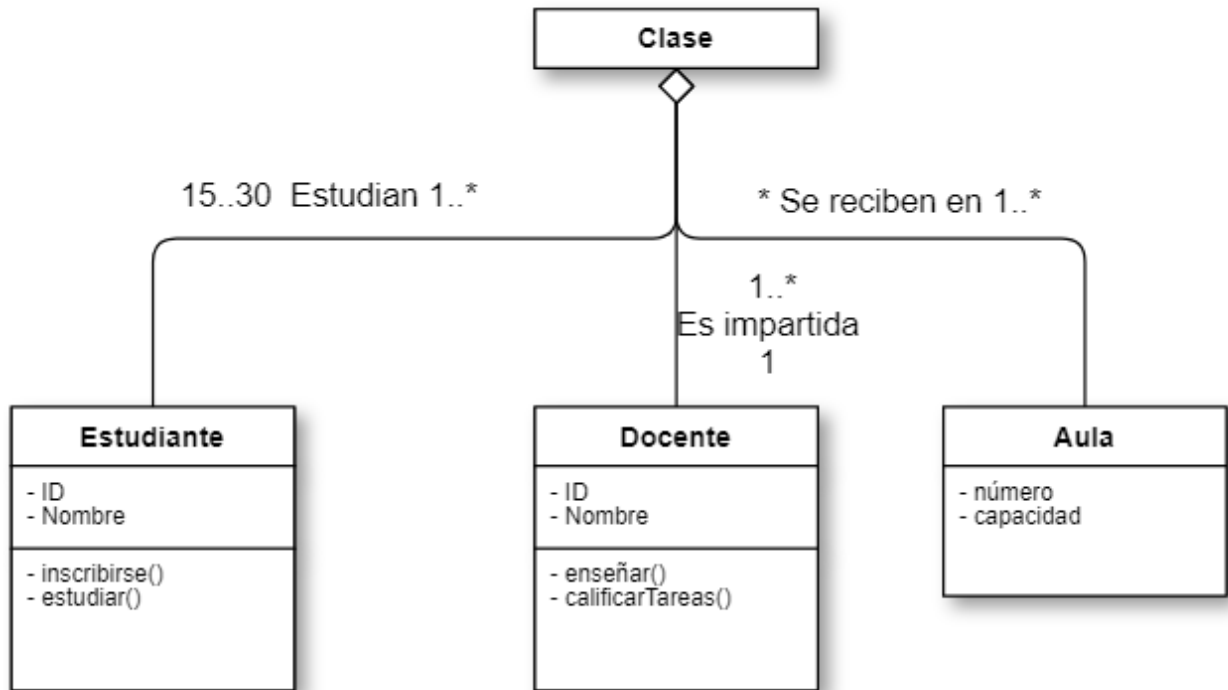 Clase
15..30 Estudian 1..*
* Se reciben en 1..*
1..*
Es impartida
1
Estudiante
- ID
- Nombre
- inscribirse()
- estudiar()
Docente
- ID
- Nombre
- enseñar()
- calificarTareas()
Aula
- número
- capacidad